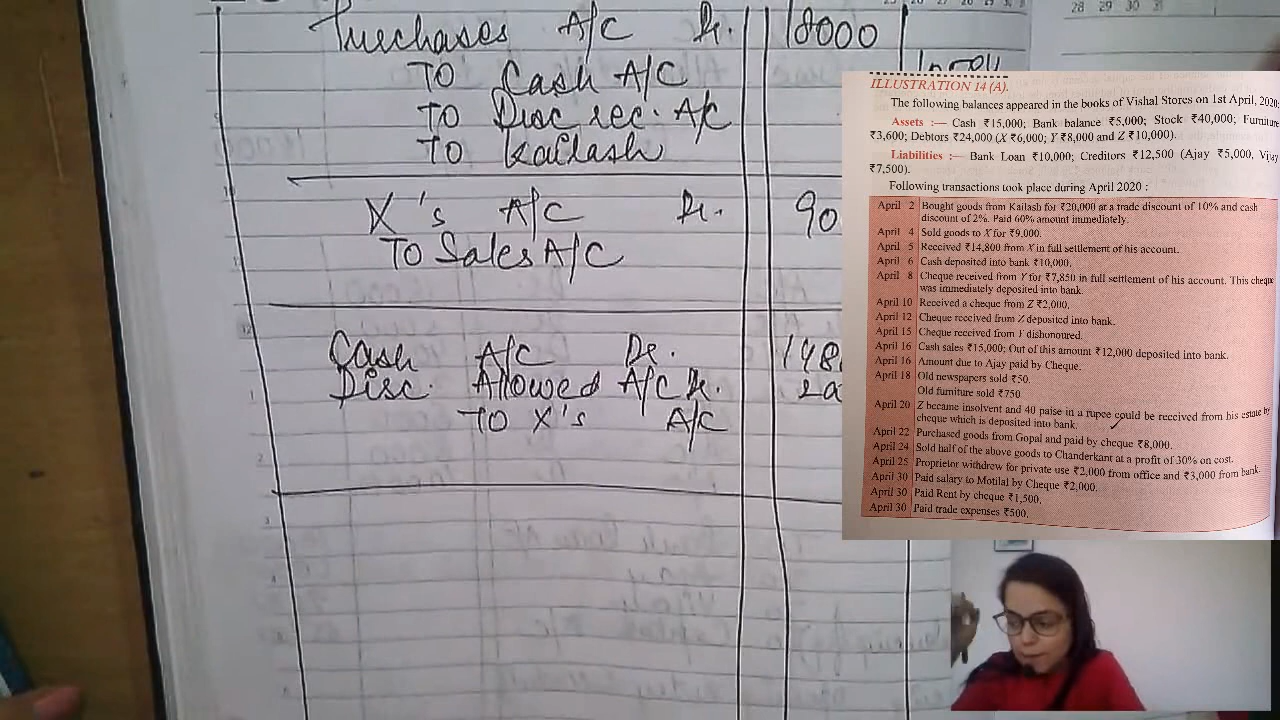 28 29 30 31
Purchases A/C Dr. 18000
TO Cash A/C
TO Disc rec. A/C
TO Kailash
X's A/C Dr. 90
TO Sales A/C
Cash A/C Dr. 148
Disc. Allowed A/C Dr. 20
TO X's A/C
ILLUSTRATION 14 (A).
The following balances appeared in the books of Vishal Stores on 1st April, 2020
Assets :— Cash ₹15,000; Bank balance ₹5,000; Stock ₹40,000; Furniture
₹3,600; Debtors ₹24,000 (X ₹6,000; Y ₹8,000 and Z ₹10,000).
Liabilities :— Bank Loan ₹10,000; Creditors ₹12,500 (Ajay ₹5,000, Vijay
₹7,500).
Following transactions took place during April 2020 :
April 2 Bought goods from Kailash for ₹20,000 at a trade discount of 10% and cash
discount of 2%. Paid 60% amount immediately.
April 4 Sold goods to X for ₹9,000.
April 5 Received ₹14,800 from X in full settlement of his account.
April 6 Cash deposited into bank ₹10,000.
April 8 Cheque received from Y for ₹7,850 in full settlement of his account. This cheque
was immediately deposited into bank.
April 10 Received a cheque from Z ₹2,000.
April 12 Cheque received from Z deposited into bank.
April 15 Cheque received from Y dishonoured.
April 16 Cash sales ₹15,000; Out of this amount ₹12,000 deposited into bank.
April 16 Amount due to Ajay paid by Cheque.
April 18 Old newspapers sold ₹50.
Old furniture sold ₹750
April 20 Z became insolvent and 40 paise in a rupee could be received from his estate by
cheque which is deposited into bank.
April 22 Purchased goods from Gopal and paid by cheque ₹8,000.
April 24 Sold half of the above goods to Chanderkant at a profit of 30% on cost.
April 25 Proprietor withdrew for private use ₹2,000 from office and ₹3,000 from bank.
April 30 Paid salary to Motilal by Cheque ₹2,000.
April 30 Paid Rent by cheque ₹1,500.
April 30 Paid trade expenses ₹500.